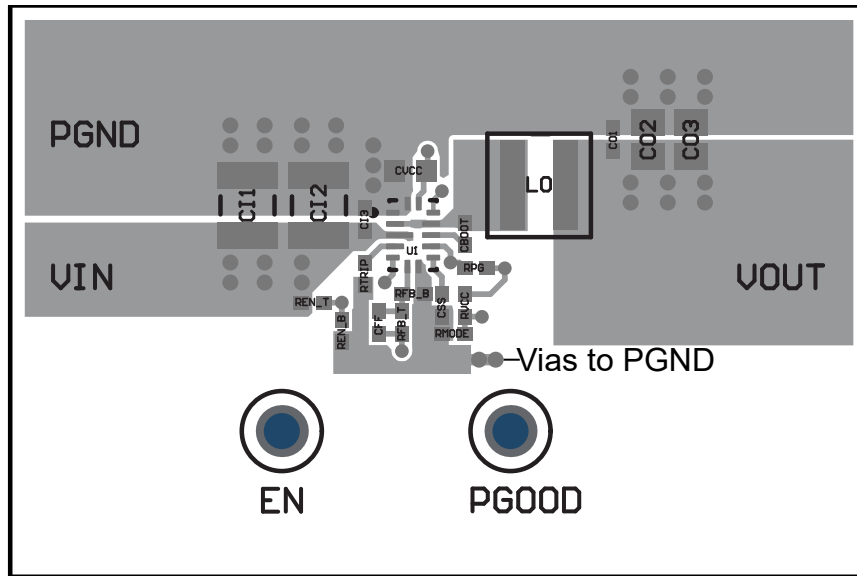 PGND
CO1
CO2
CO3
CVCC
LO
CI1
CI2
CI3
CBOOT
UI
VIN
RTRIP
RPG
VOUT
REN_T
RFB_B
CSS
RVCC
REN_B
CFF
RFB_T
RMODE
Vias to PGND
EN
PGOOD